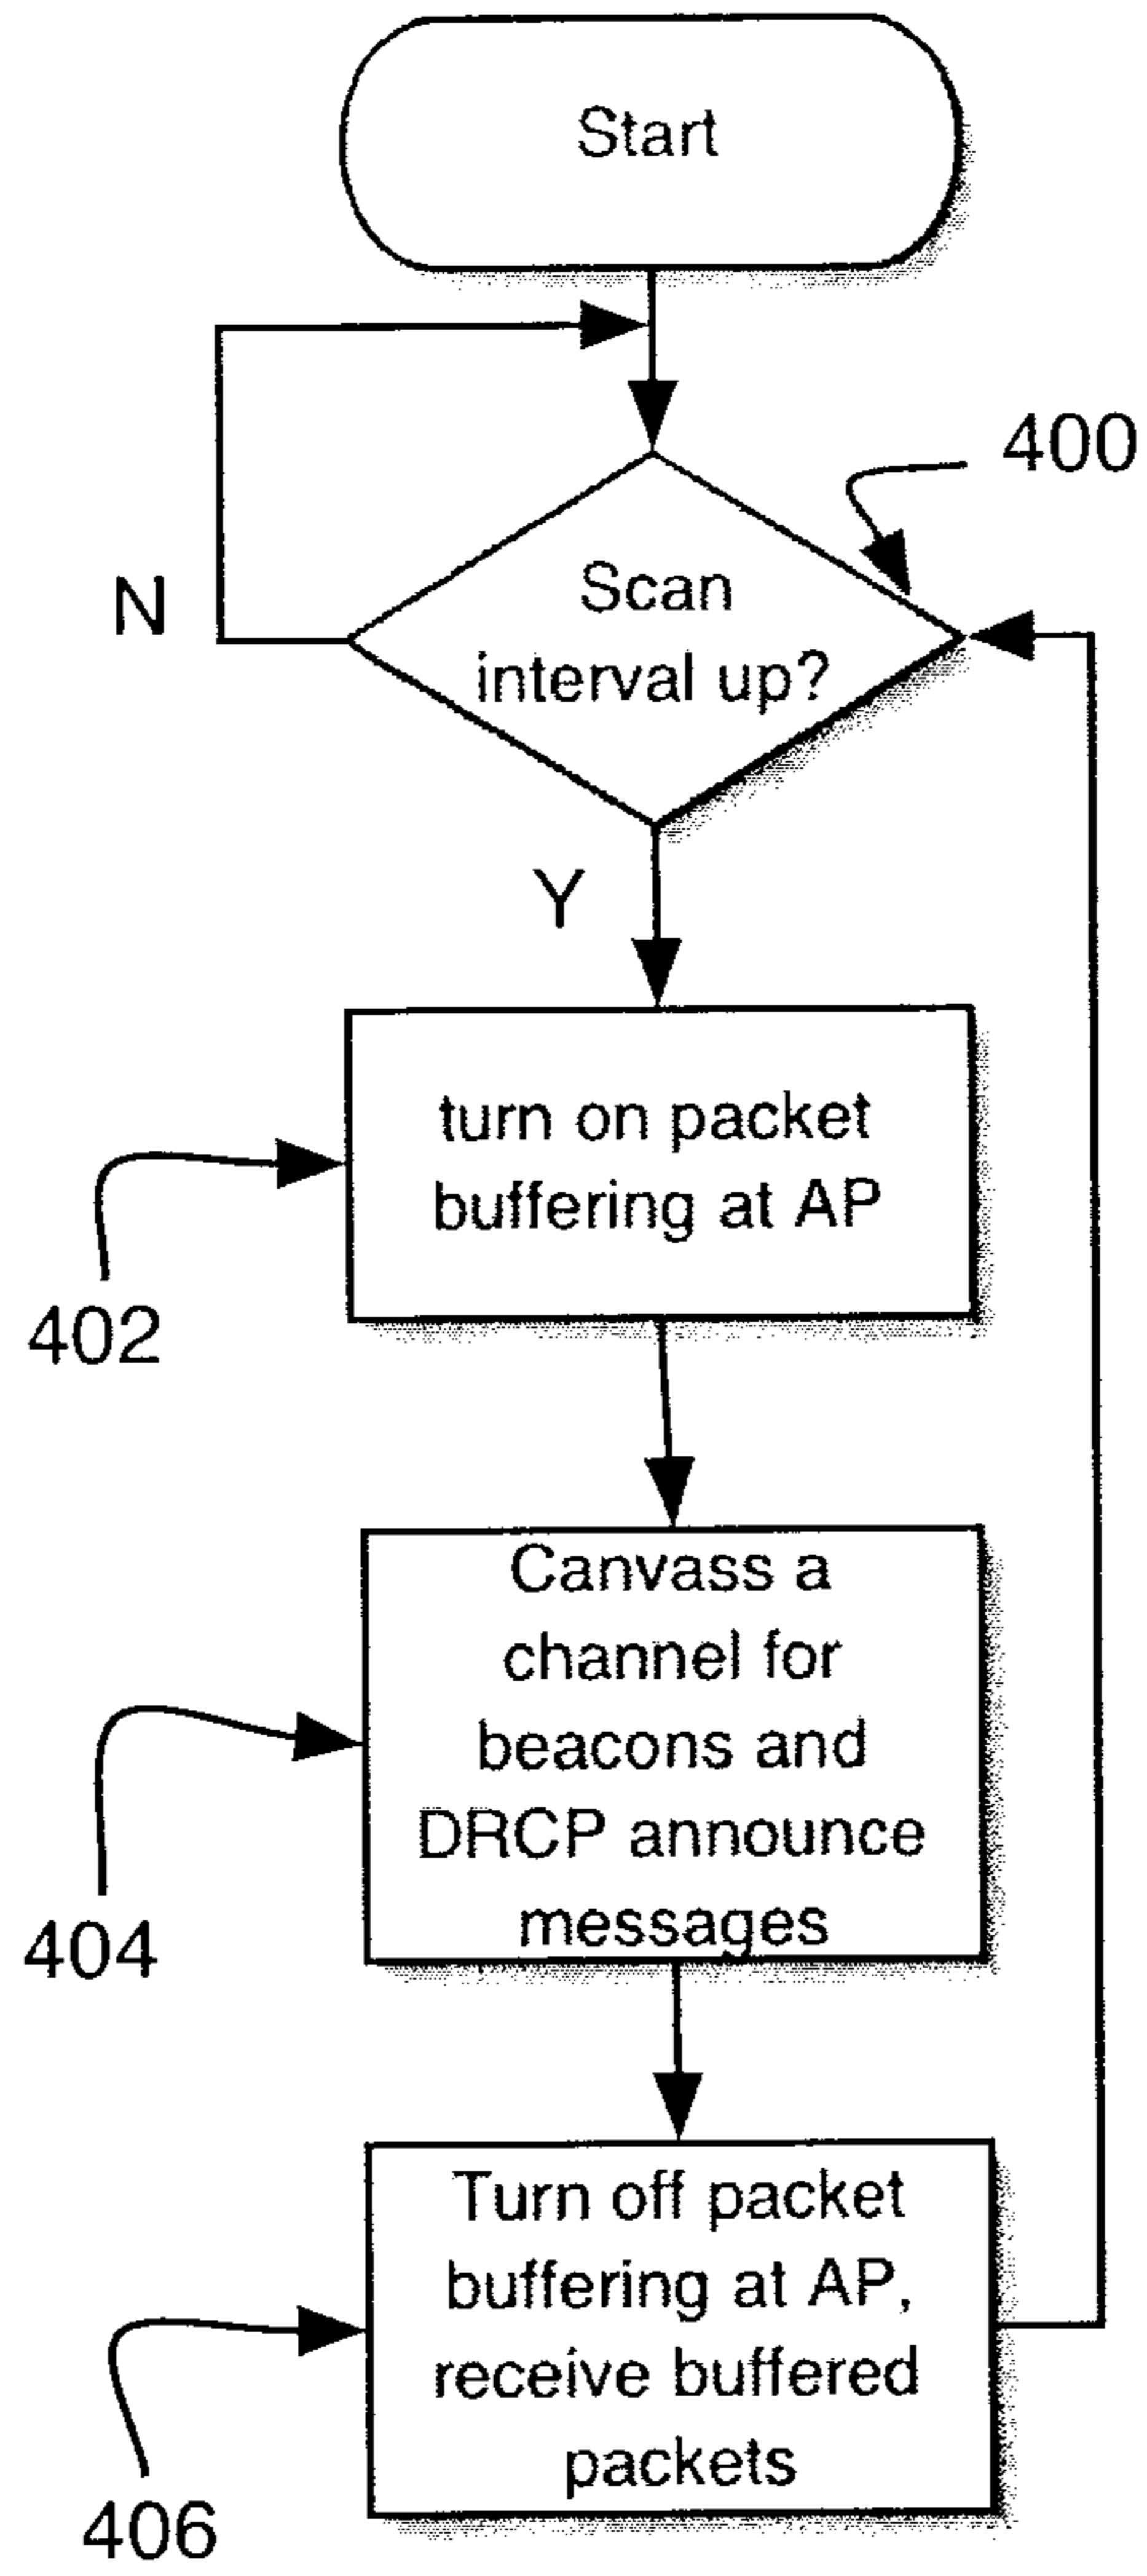 Start
400
Scan
interval up?
N
Y
turn on packet
buffering at AP
402
Canvass a
channel for
beacons and
DRCP announce
messages
404
Turn off packet
buffering at AP,
receive buffered
packets
406